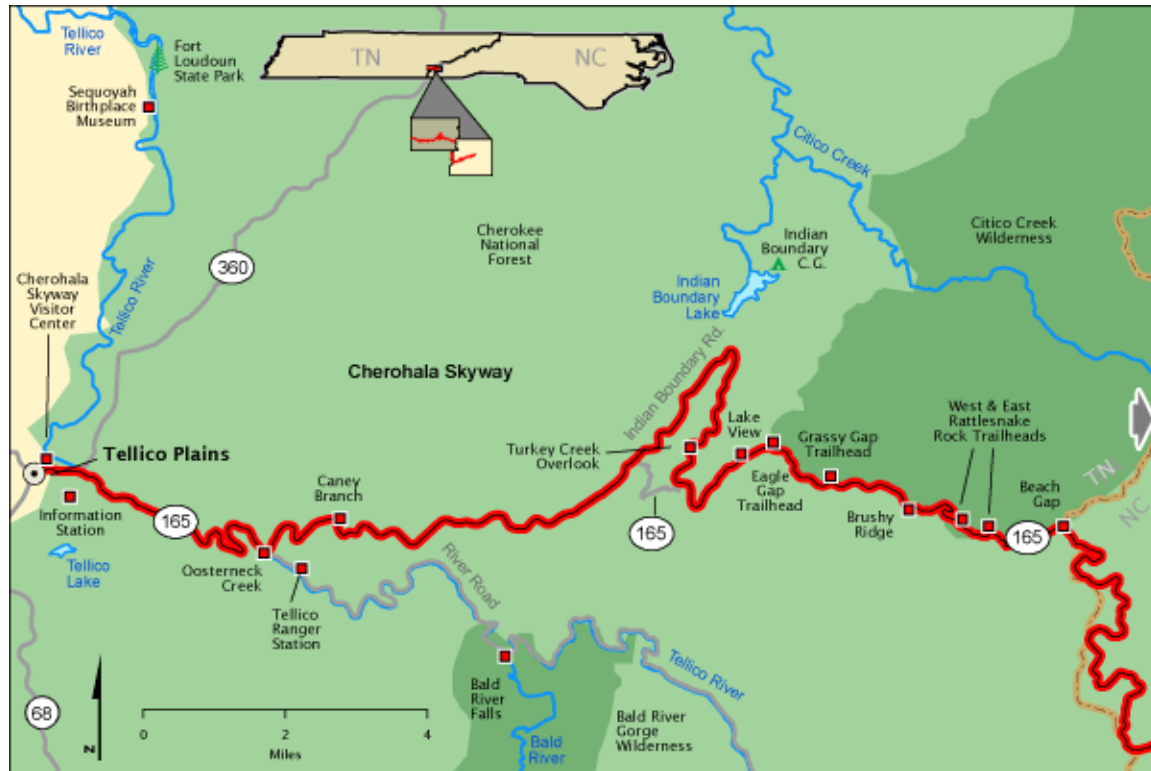 Tellico
River
Fort
Loudoun
State Park
TN
NC
Sequoyah
Birthplace
Museum
Citico Creek
Cherokee
National
Forest
Indian
Boundary
C.G.
Citico Creek
Wilderness
360
Cherohala
Skyway
Visitor
Center
Tellico River
Indian
Boundary
Lake
Indian Boundary Rd.
Cherohala Skyway
Lake
View
West & East
Rattlesnake
Rock Trailheads
Turkey Creek
Overlook
Grassy Gap
Trailhead
Tellico Plains
Eagle
Gap
Trailhead
Beach
Gap
TN
NC
Caney
Branch
Information
Station
165
165
Brushy
Ridge
165
Tellico
Lake
Oosterneck
Creek
River Road
Tellico
Ranger
Station
Tellico River
Bald
River
Falls
68
N
0
2
4
Miles
Bald River
Gorge
Wilderness
Bald
River